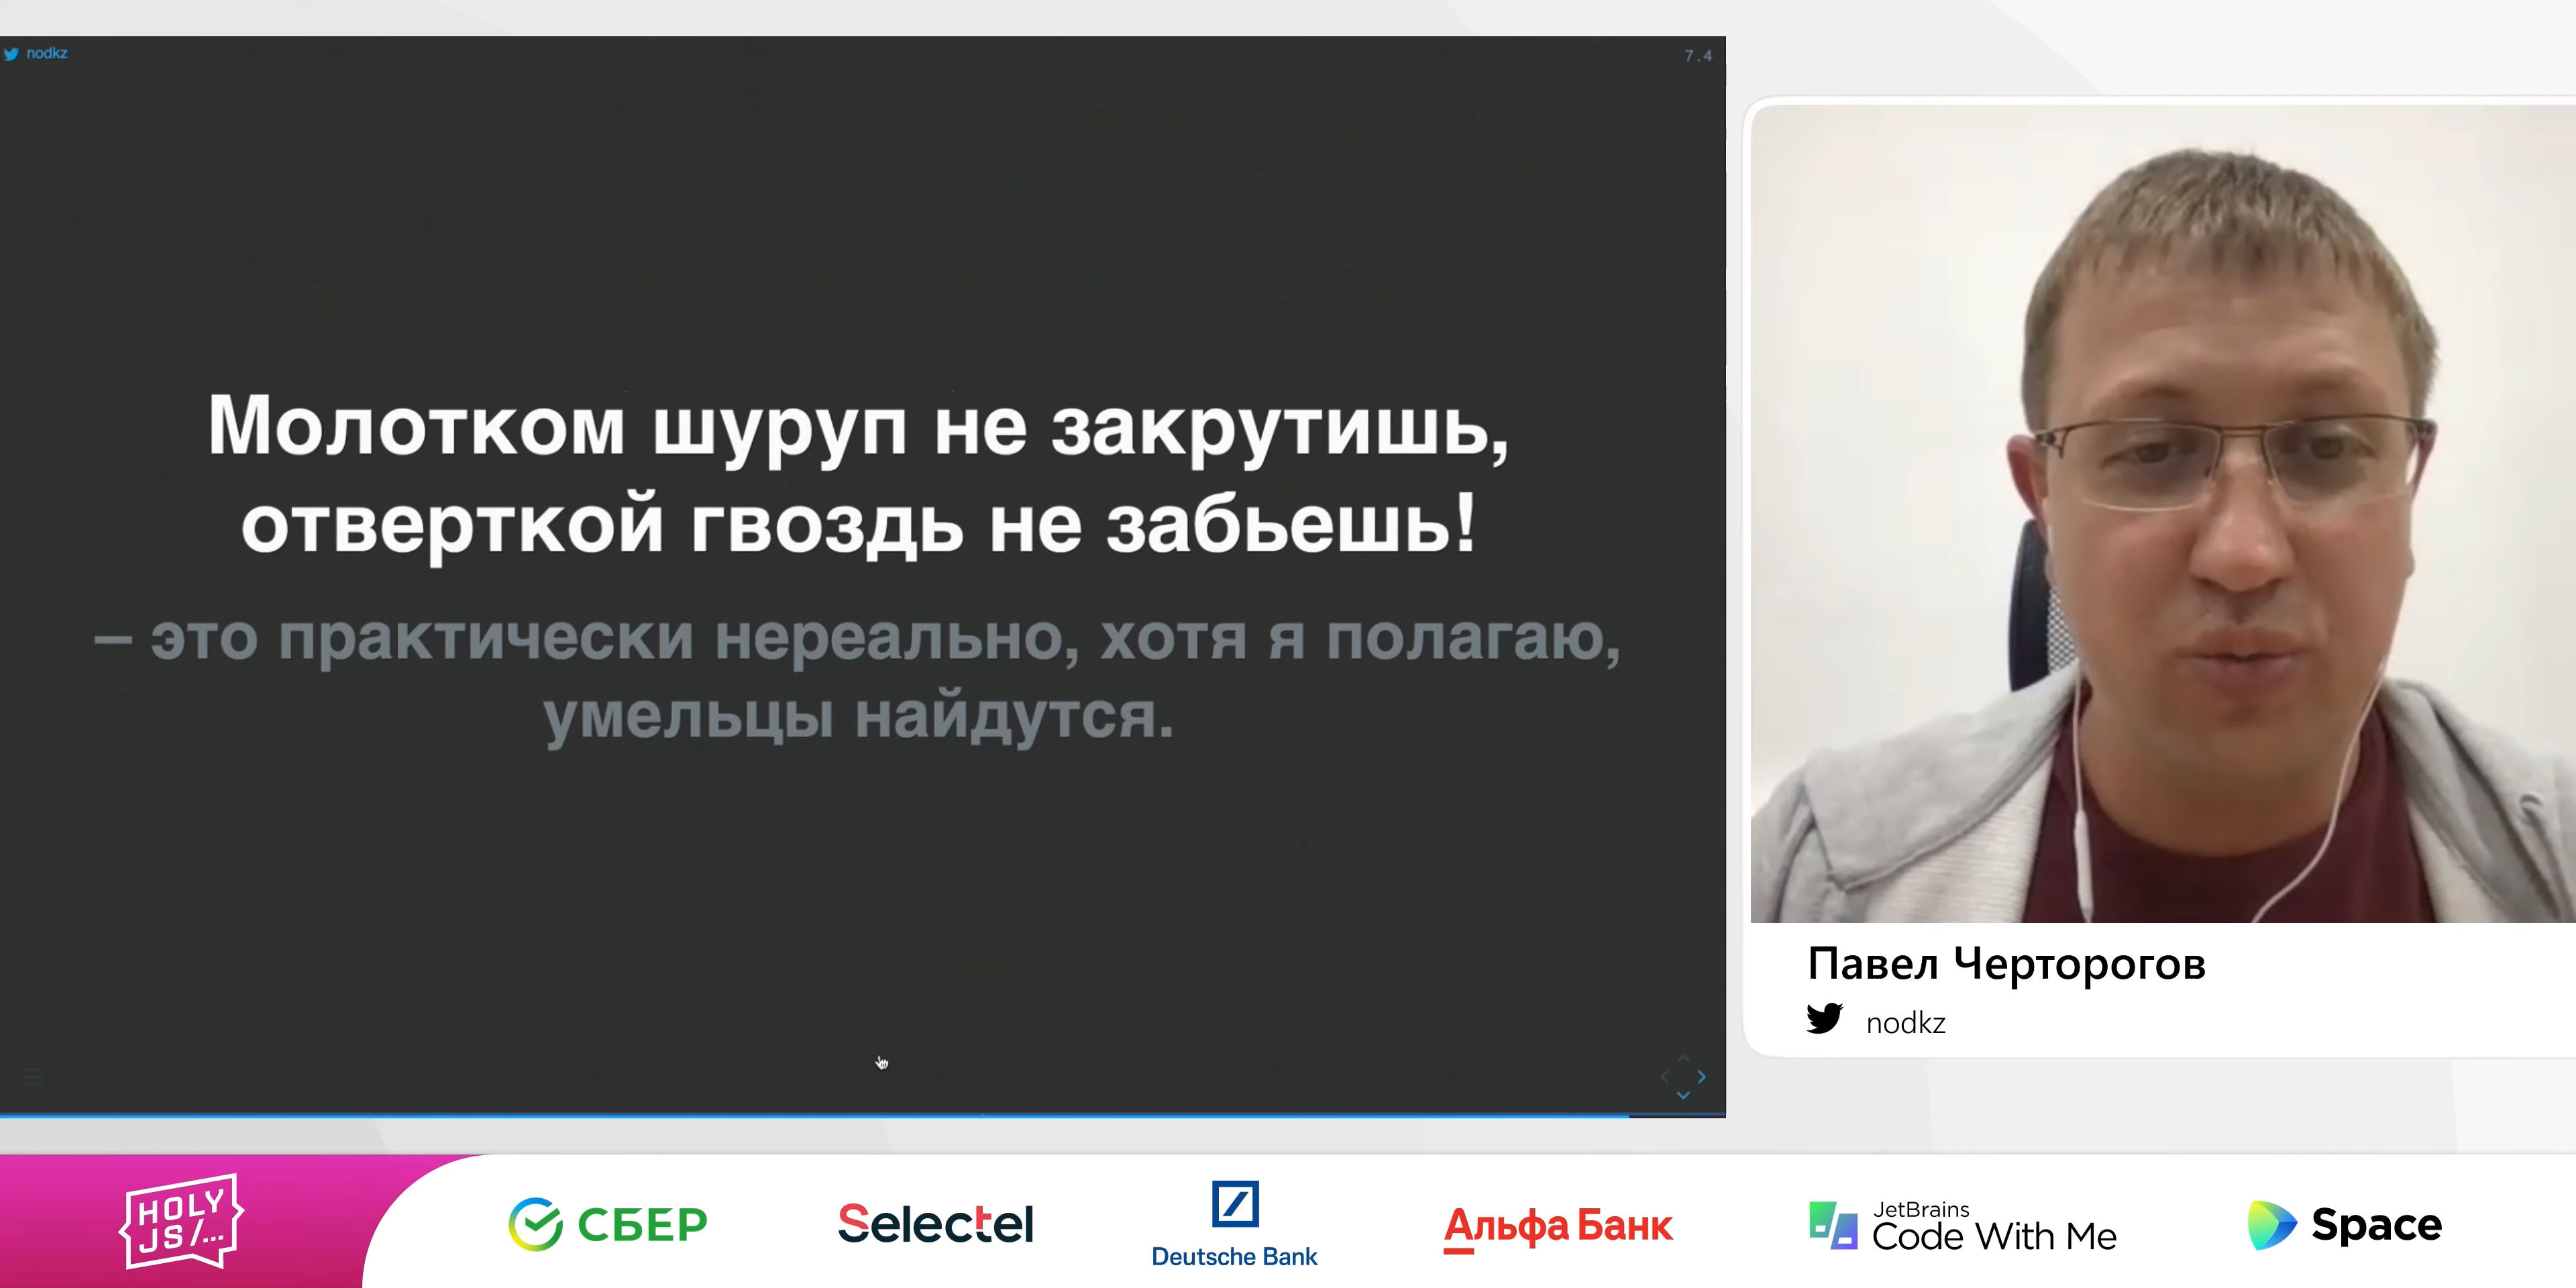 nodkz
7.4
Молотком шуруп не закрутишь,
отверткой гвоздь не забьешь!
– это практически нереально, хотя я полагаю,
умельцы найдутся.
Павел Черторогов
nodkz
HOLY
JS/...
СБЕР
Selectel
Deutsche Bank
Альфа Банк
JetBrains
Code With Me
Space